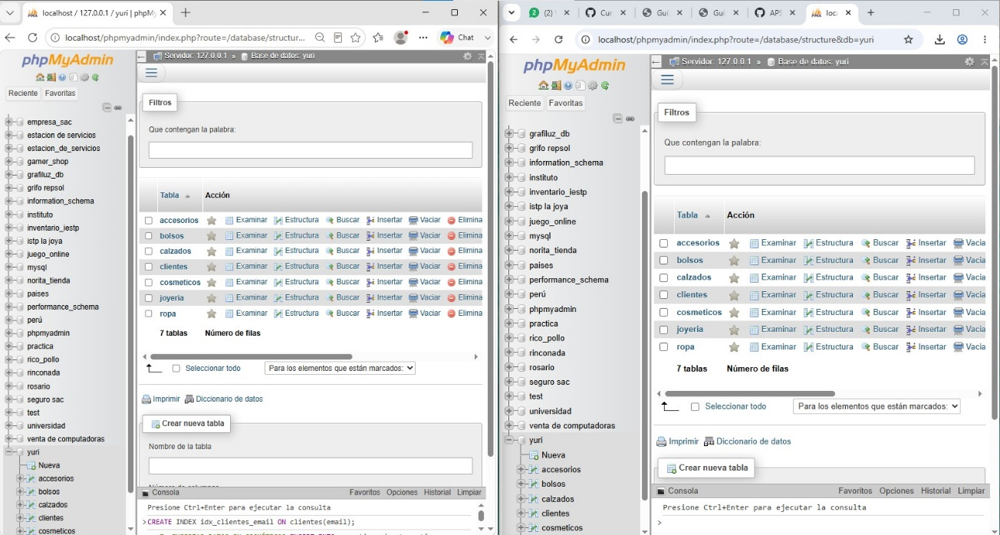 localhost / 127.0.0.1 / yuri | phpM
localhost/phpmyadmin/index.php?route=/database/structur...
Chat
phpMyAdmin
Reciente
Favoritas
empresa_sac
estacion de servicios
estacion_de_servicios
gamer_shop
grafiluz_db
grifo repsol
information_schema
instituto
inventario_iestp
istp la joya
juego_online
mysql
norita_tienda
paises
performance_schema
perú
phpmyadmin
practica
rico_pollo
rinconada
rosario
seguro sac
test
universidad
venta de computadoras
yuri
Nueva
accesorios
bolsos
calzados
clientes
cosmeticos
Servidor: 127.0.0.1 » Base de datos: yuri
Filtros
Que contengan la palabra:
Tabla Acción
accesorios Examinar Estructura Buscar Insertar Vaciar Elimina
bolsos Examinar Estructura Buscar Insertar Vaciar Elimina
calzados Examinar Estructura Buscar Insertar Vaciar Elimina
clientes Examinar Estructura Buscar Insertar Vaciar Elimina
cosmeticos Examinar Estructura Buscar Insertar Vaciar Elimina
joyeria Examinar Estructura Buscar Insertar Vaciar Elimina
ropa Examinar Estructura Buscar Insertar Vaciar Elimina
7 tablas Número de filas
Seleccionar todo Para los elementos que están marcados:
Imprimir Diccionario de datos
Crear nueva tabla
Nombre de la tabla
Consola Favoritos Opciones Historial Limpiar
Presione Ctrl+Enter para ejecutar la consulta
>CREATE INDEX idx_clientes_email ON clientes(email);
2 (2) Cur Guí Guí APS loca
localhost/phpmyadmin/index.php?route=/database/structure&db=yuri
phpMyAdmin
Reciente
Favoritas
grafiluz_db
grifo repsol
information_schema
instituto
inventario_iestp
istp la joya
juego_online
mysql
norita_tienda
paises
performance_schema
perú
phpmyadmin
practica
rico_pollo
rinconada
rosario
seguro sac
test
universidad
venta de computadoras
yuri
Nueva
accesorios
bolsos
calzados
clientes
cosmeticos
Servidor: 127.0.0.1 » Base de datos: yuri
Filtros
Que contengan la palabra:
Tabla Acción
accesorios Examinar Estructura Buscar Insertar Vacia
bolsos Examinar Estructura Buscar Insertar Vacia
calzados Examinar Estructura Buscar Insertar Vacia
clientes Examinar Estructura Buscar Insertar Vacia
cosmeticos Examinar Estructura Buscar Insertar Vacia
joyeria Examinar Estructura Buscar Insertar Vacia
ropa Examinar Estructura Buscar Insertar Vacia
7 tablas Número de filas
Seleccionar todo Para los elementos que están marcados:
Imprimir Diccionario de datos
Crear nueva tabla
Consola Favoritos Opciones Historial Limpiar
Presione Ctrl+Enter para ejecutar la consulta
>